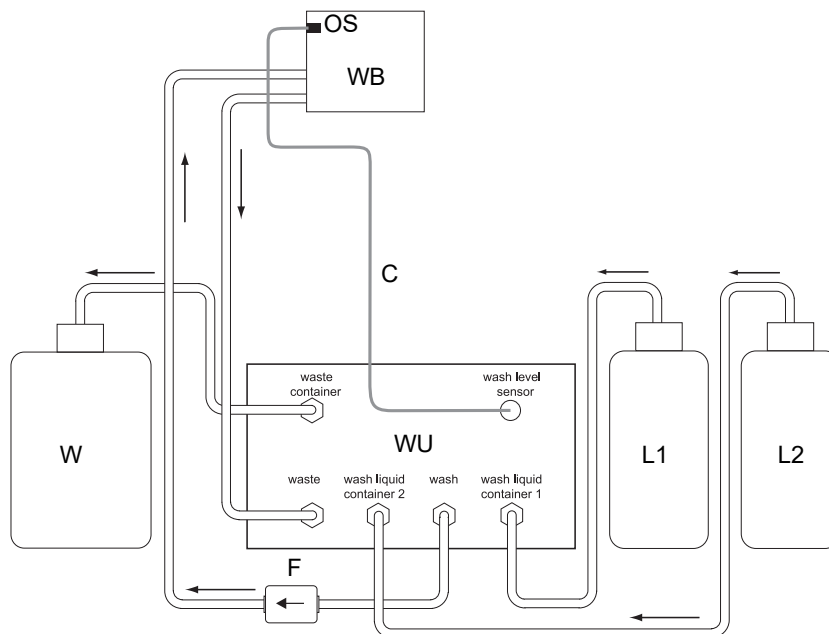 OS
WB
C
waste
container
wash level
sensor
W
WU
L1
L2
waste
wash liquid
container 2
wash
wash liquid
container 1
F